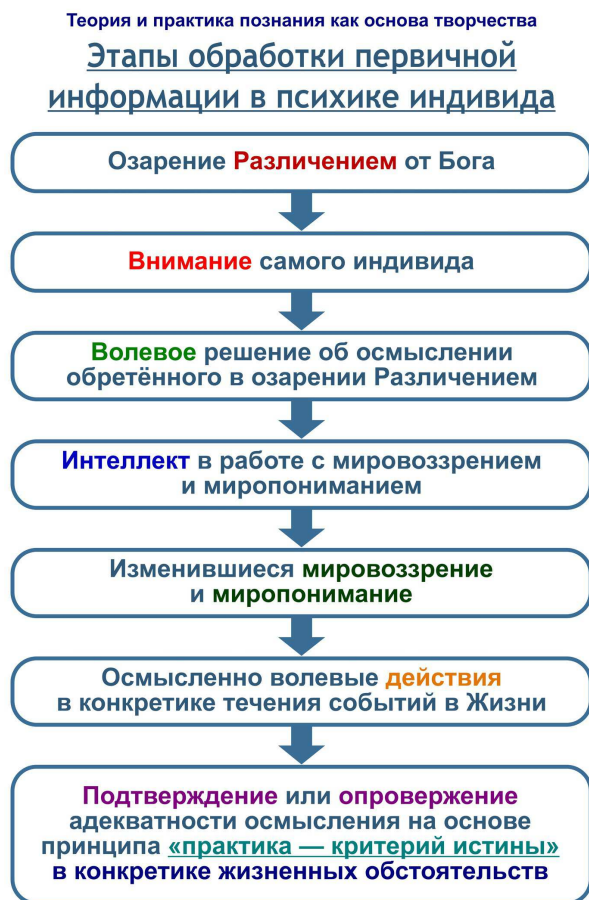 Теория и практика познания как основа творчества
Этапы обработки первичной
информации в психике индивида
Озарение Различением от Бога
Внимание самого индивида
Волевое решение об осмыслении
обретённого в озарении Различением
Интеллект в работе с мировоззрением
и миропониманием
Изменившиеся мировоззрение
и миропонимание
Осмысленно волевые действия
в конкретике течения событий в Жизни
Подтверждение или опровержение
адекватности осмысления на основе
принципа «практика — критерий истины»
в конкретике жизненных обстоятельств